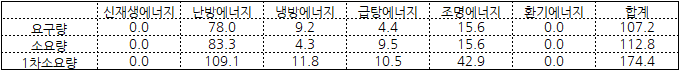 신재생에너지 난방에너지 냉방에너지 급탕에너지 조명에너지 환기에너지 합계
요구량 0.0 78.0 9.2 4.4 15.6 0.0 107.2
소요량 0.0 83.3 4.3 9.5 15.6 0.0 112.8
1차소요량 0.0 109.1 11.8 10.5 42.9 0.0 174.4